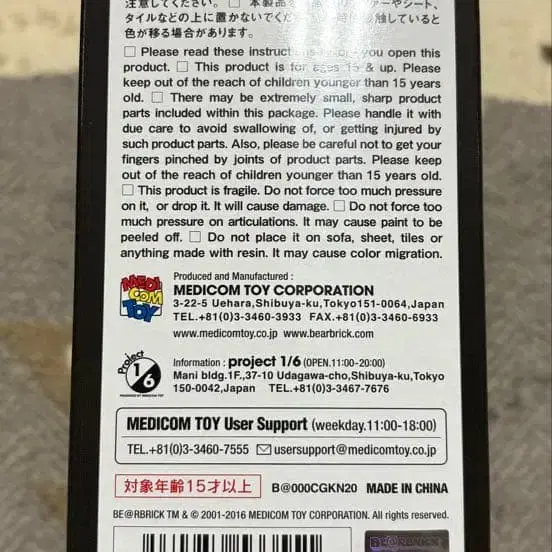 注意してください。□ 本製品を
タイルなどの上に置かないでくだ 触していると
色が移る場合があります。
□ Please read these instructions before you open this
product. □ This product is for ages 15 & up. Please
keep out of the reach of children younger than 15 years
old. □ There may be extremely small, sharp product
parts included within this package. Please handle it with
due care to avoid swallowing of, or getting injured by
such product parts. Also, please be careful not to get your
fingers pinched by joints of product parts. Please keep
out of the reach of children younger than 15 years old.
□ This product is fragile. Do not force too much pressure
on it, or drop it. It will cause damage. □ Do not force too
much pressure on articulations. It may cause paint to be
peeled off. □ Do not place it on sofa, sheet, tiles or
anything made with resin. It may cause color migration.
MEDI
COM
TOY
Produced and Manufactured :
MEDICOM TOY CORPORATION
3-22-5 Uehara,Shibuya-ku,Tokyo151-0064,Japan
TEL.+81(0)3-3460-3933 FAX.+81(0)3-3460-6933
www.medicomtoy.co.jp www.bearbrick.com
Project
1/6
PRODUCED BY MEDICOM TOY
Information : project 1/6 (OPEN.11:00-20:00)
Mani bldg.1F.,37-10 Udagawa-cho,Shibuya-ku,Tokyo
150-0042,Japan TEL.+81(0)3-3467-7676
MEDICOM TOY User Support (weekday.11:00-18:00)
TEL.+81(0)3-3460-7555 usersupport@medicomtoy.co.jp
対象年齢15才以上 B@000CGKN20 MADE IN CHINA
BE@RBRICK TM & © 2001-2016 MEDICOM TOY CORPORATION. All rights reserved.
BE@RBRICK